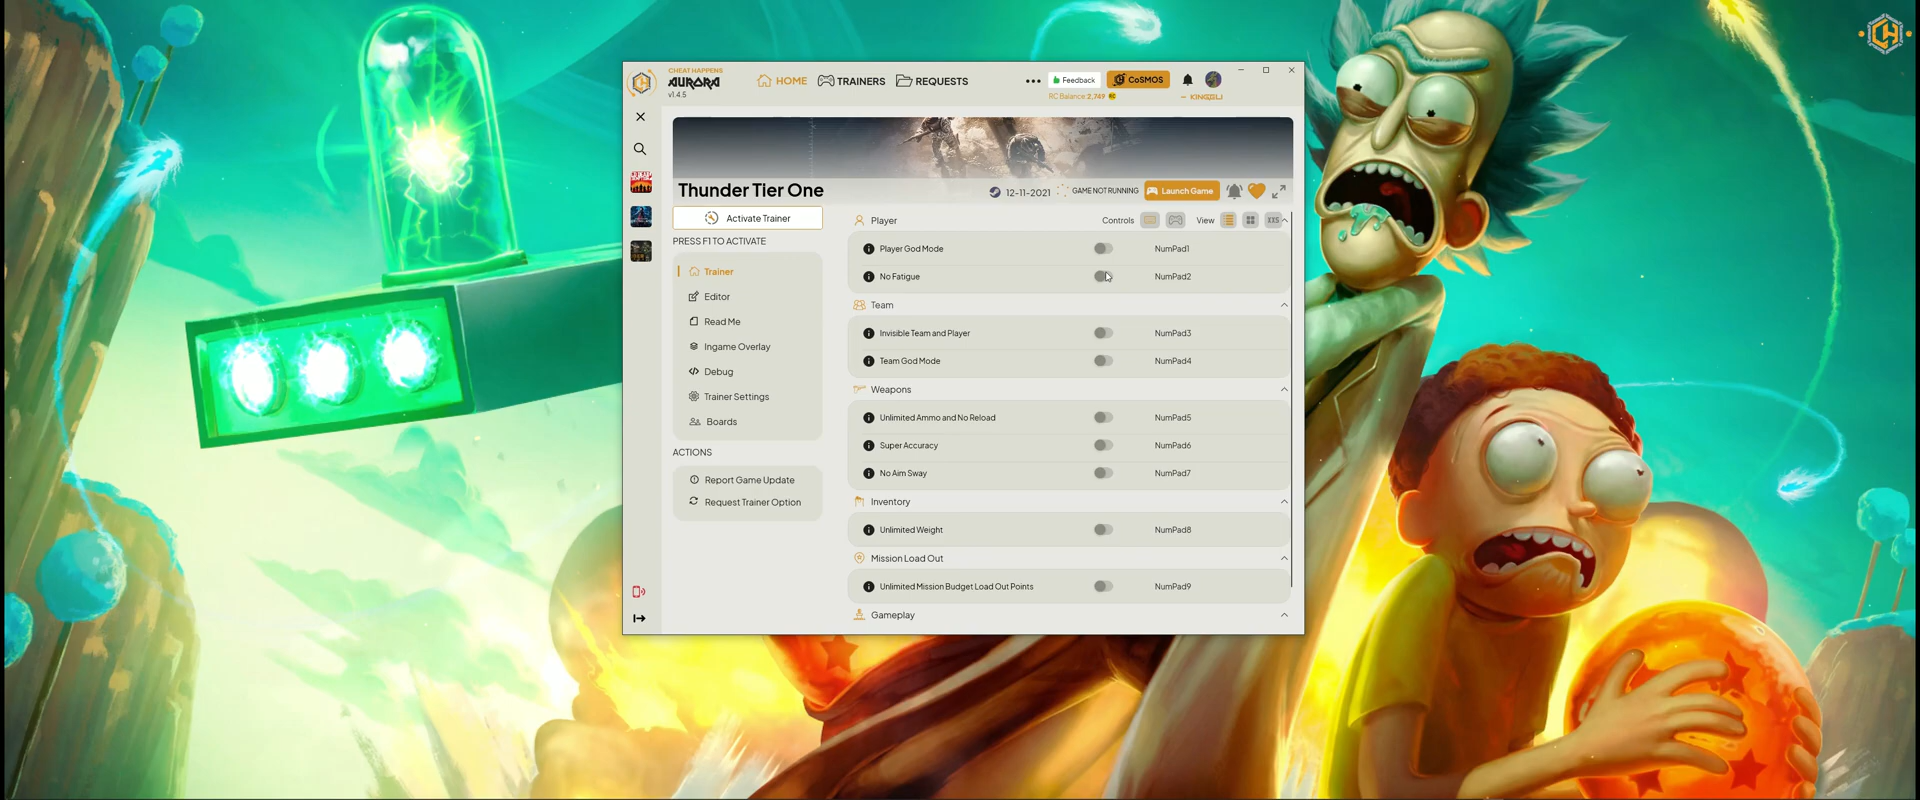 CHEAT HAPPENS
AURORA
v1.4.5
HOME
TRAINERS
REQUESTS
Feedback
CoSMOS
RC Balance: 2,749
Thunder Tier One
12-11-2021
GAME NOT RUNNING
Launch Game
Activate Trainer
PRESS F1 TO ACTIVATE
Trainer
Editor
Read Me
Ingame Overlay
Debug
Trainer Settings
Boards
ACTIONS
Report Game Update
Request Trainer Option
Player
Controls
View
XXS
Player God Mode
NumPad1
No Fatigue
NumPad2
Team
Invisible Team and Player
NumPad3
Team God Mode
NumPad4
Weapons
Unlimited Ammo and No Reload
NumPad5
Super Accuracy
NumPad6
No Aim Sway
NumPad7
Inventory
Unlimited Weight
NumPad8
Mission Load Out
Unlimited Mission Budget Load Out Points
NumPad9
Gameplay